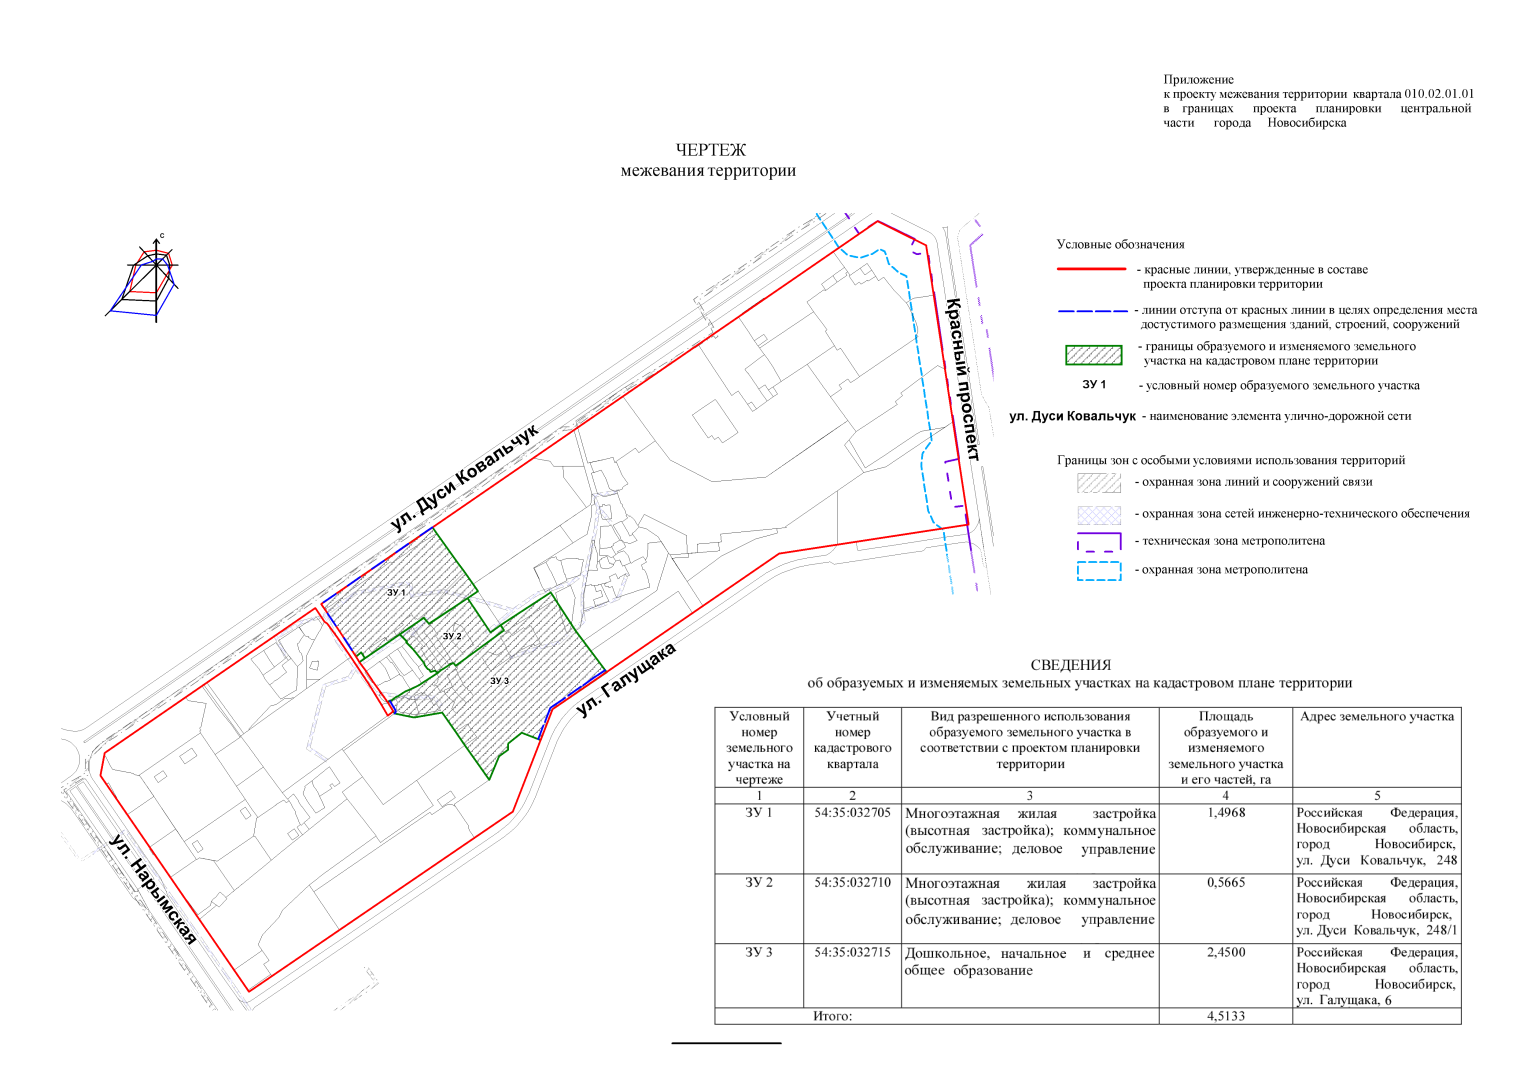 Приложение
к проекту межевания территории квартала 010.02.01.01
в границах проекта планировки центральной
части города Новосибирска
ЧЕРТЕЖ
межевания территории
с
Условные обозначения
- красные линии, утвержденные в составе
проекта планировки территории
- линии отступа от красных линии в целях определения места
достустимого размещения зданий, строений, сооружений
- границы образуемого и изменяемого земельного
участка на кадастровом плане территории
ЗУ 1 - условный номер образуемого земельного участка
ул. Дуси Ковальчук - наименование элемента улично-дорожной сети
Границы зон с особыми условиями использования территорий
- охранная зона линий и сооружений связи
- охранная зона сетей инженерно-технического обеспечения
- техническая зона метрополитена
- охранная зона метрополитена
Красный проспект
ул. Дуси Ковальчук
ЗУ 1
ЗУ 2
ЗУ 3
ул. Галущака
ул. Нарымская
СВЕДЕНИЯ
об образуемых и изменяемых земельных участках на кадастровом плане территории
Условный
номер
земельного
участка на
чертеже
Учетный
номер
кадастрового
квартала
Вид разрешенного использования
образуемого земельного участка в
соответствии с проектом планировки
территории
Площадь
образуемого и
изменяемого
земельного участка
и его частей, га
Адрес земельного участка
1 2 3 4 5
ЗУ 1
54:35:032705
Многоэтажная жилая застройка
(высотная застройка); коммунальное
обслуживание; деловое управление
1,4968
Российская Федерация,
Новосибирская область,
город Новосибирск,
ул. Дуси Ковальчук, 248
ЗУ 2
54:35:032710
Многоэтажная жилая застройка
(высотная застройка); коммунальное
обслуживание; деловое управление
0,5665
Российская Федерация,
Новосибирская область,
город Новосибирск,
ул. Дуси Ковальчук, 248/1
ЗУ 3
54:35:032715
Дошкольное, начальное и среднее
общее образование
2,4500
Российская Федерация,
Новосибирская область,
город Новосибирск,
ул. Галущака, 6
Итого: 4,5133